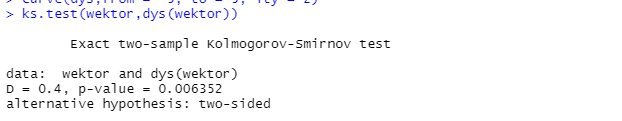 > ks.test(wektor,dys(wektor))
Exact two-sample Kolmogorov-Smirnov test
data:  wektor and dys(wektor)
D = 0.4, p-value = 0.006352
alternative hypothesis: two-sided